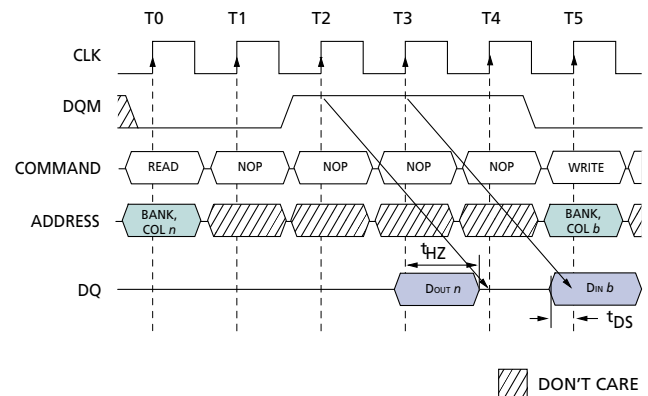 T0 T1 T2 T3 T4 T5
CLK
DQM
COMMAND READ NOP NOP NOP NOP WRITE
ADDRESS BANK, COL n BANK, COL b
tHZ
DQ DOUT n DIN b
tDS
DON'T CARE